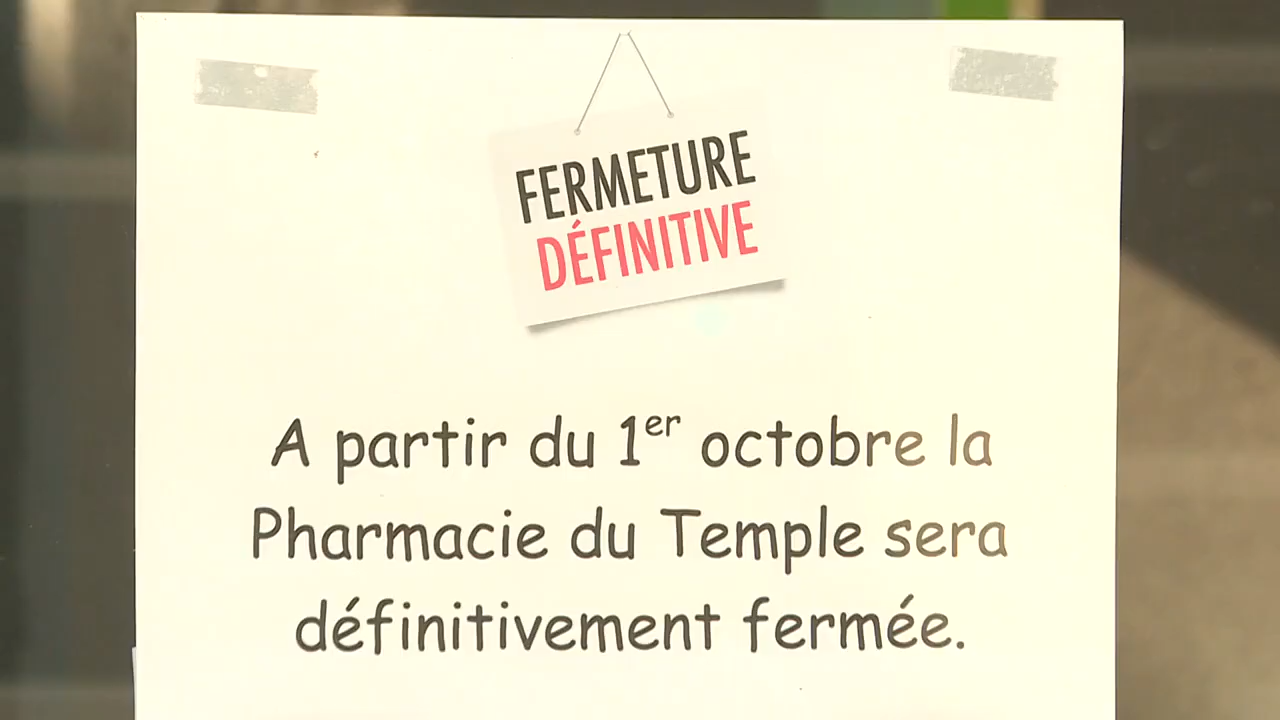 FERMETURE
DÉFINITIVE
A partir du 1er octobre la
Pharmacie du Temple sera
définitivement fermée.